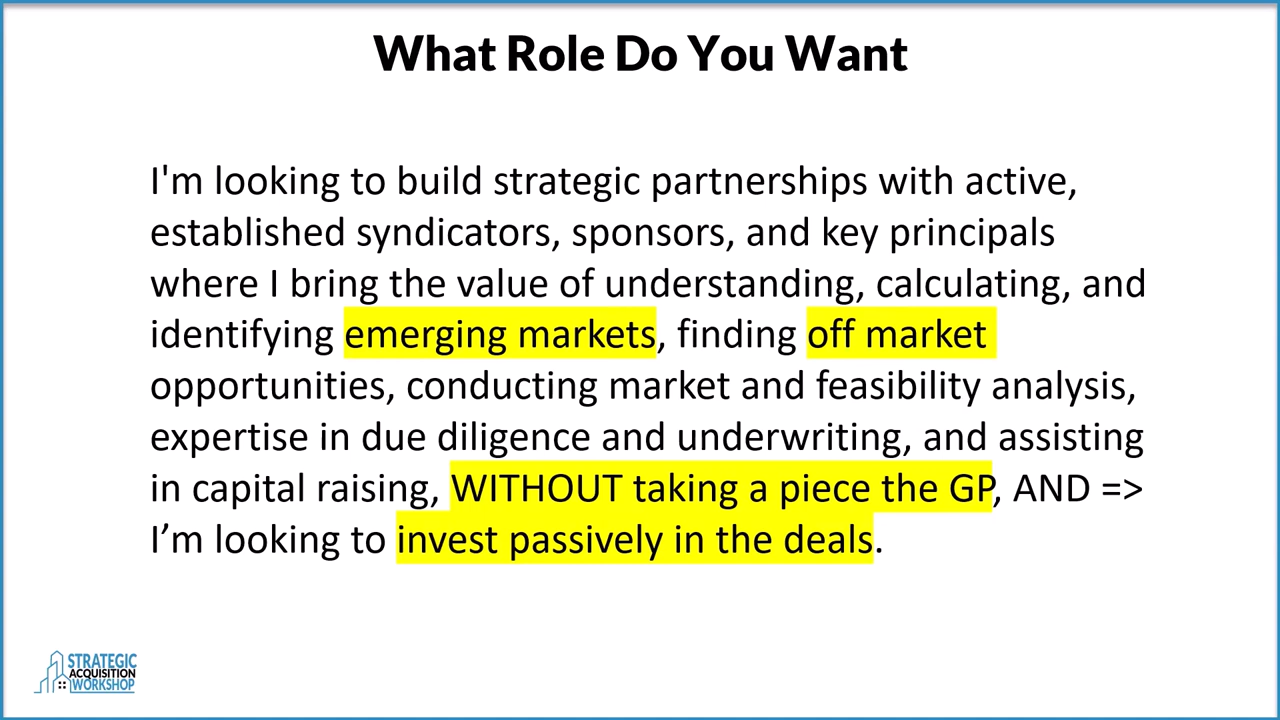 What Role Do You Want
I'm looking to build strategic partnerships with active,
established syndicators, sponsors, and key principals
where I bring the value of understanding, calculating, and
identifying emerging markets, finding off market
opportunities, conducting market and feasibility analysis,
expertise in due diligence and underwriting, and assisting
in capital raising, WITHOUT taking a piece the GP, AND =>
I’m looking to invest passively in the deals.
STRATEGIC
ACQUISITION
WORKSHOP